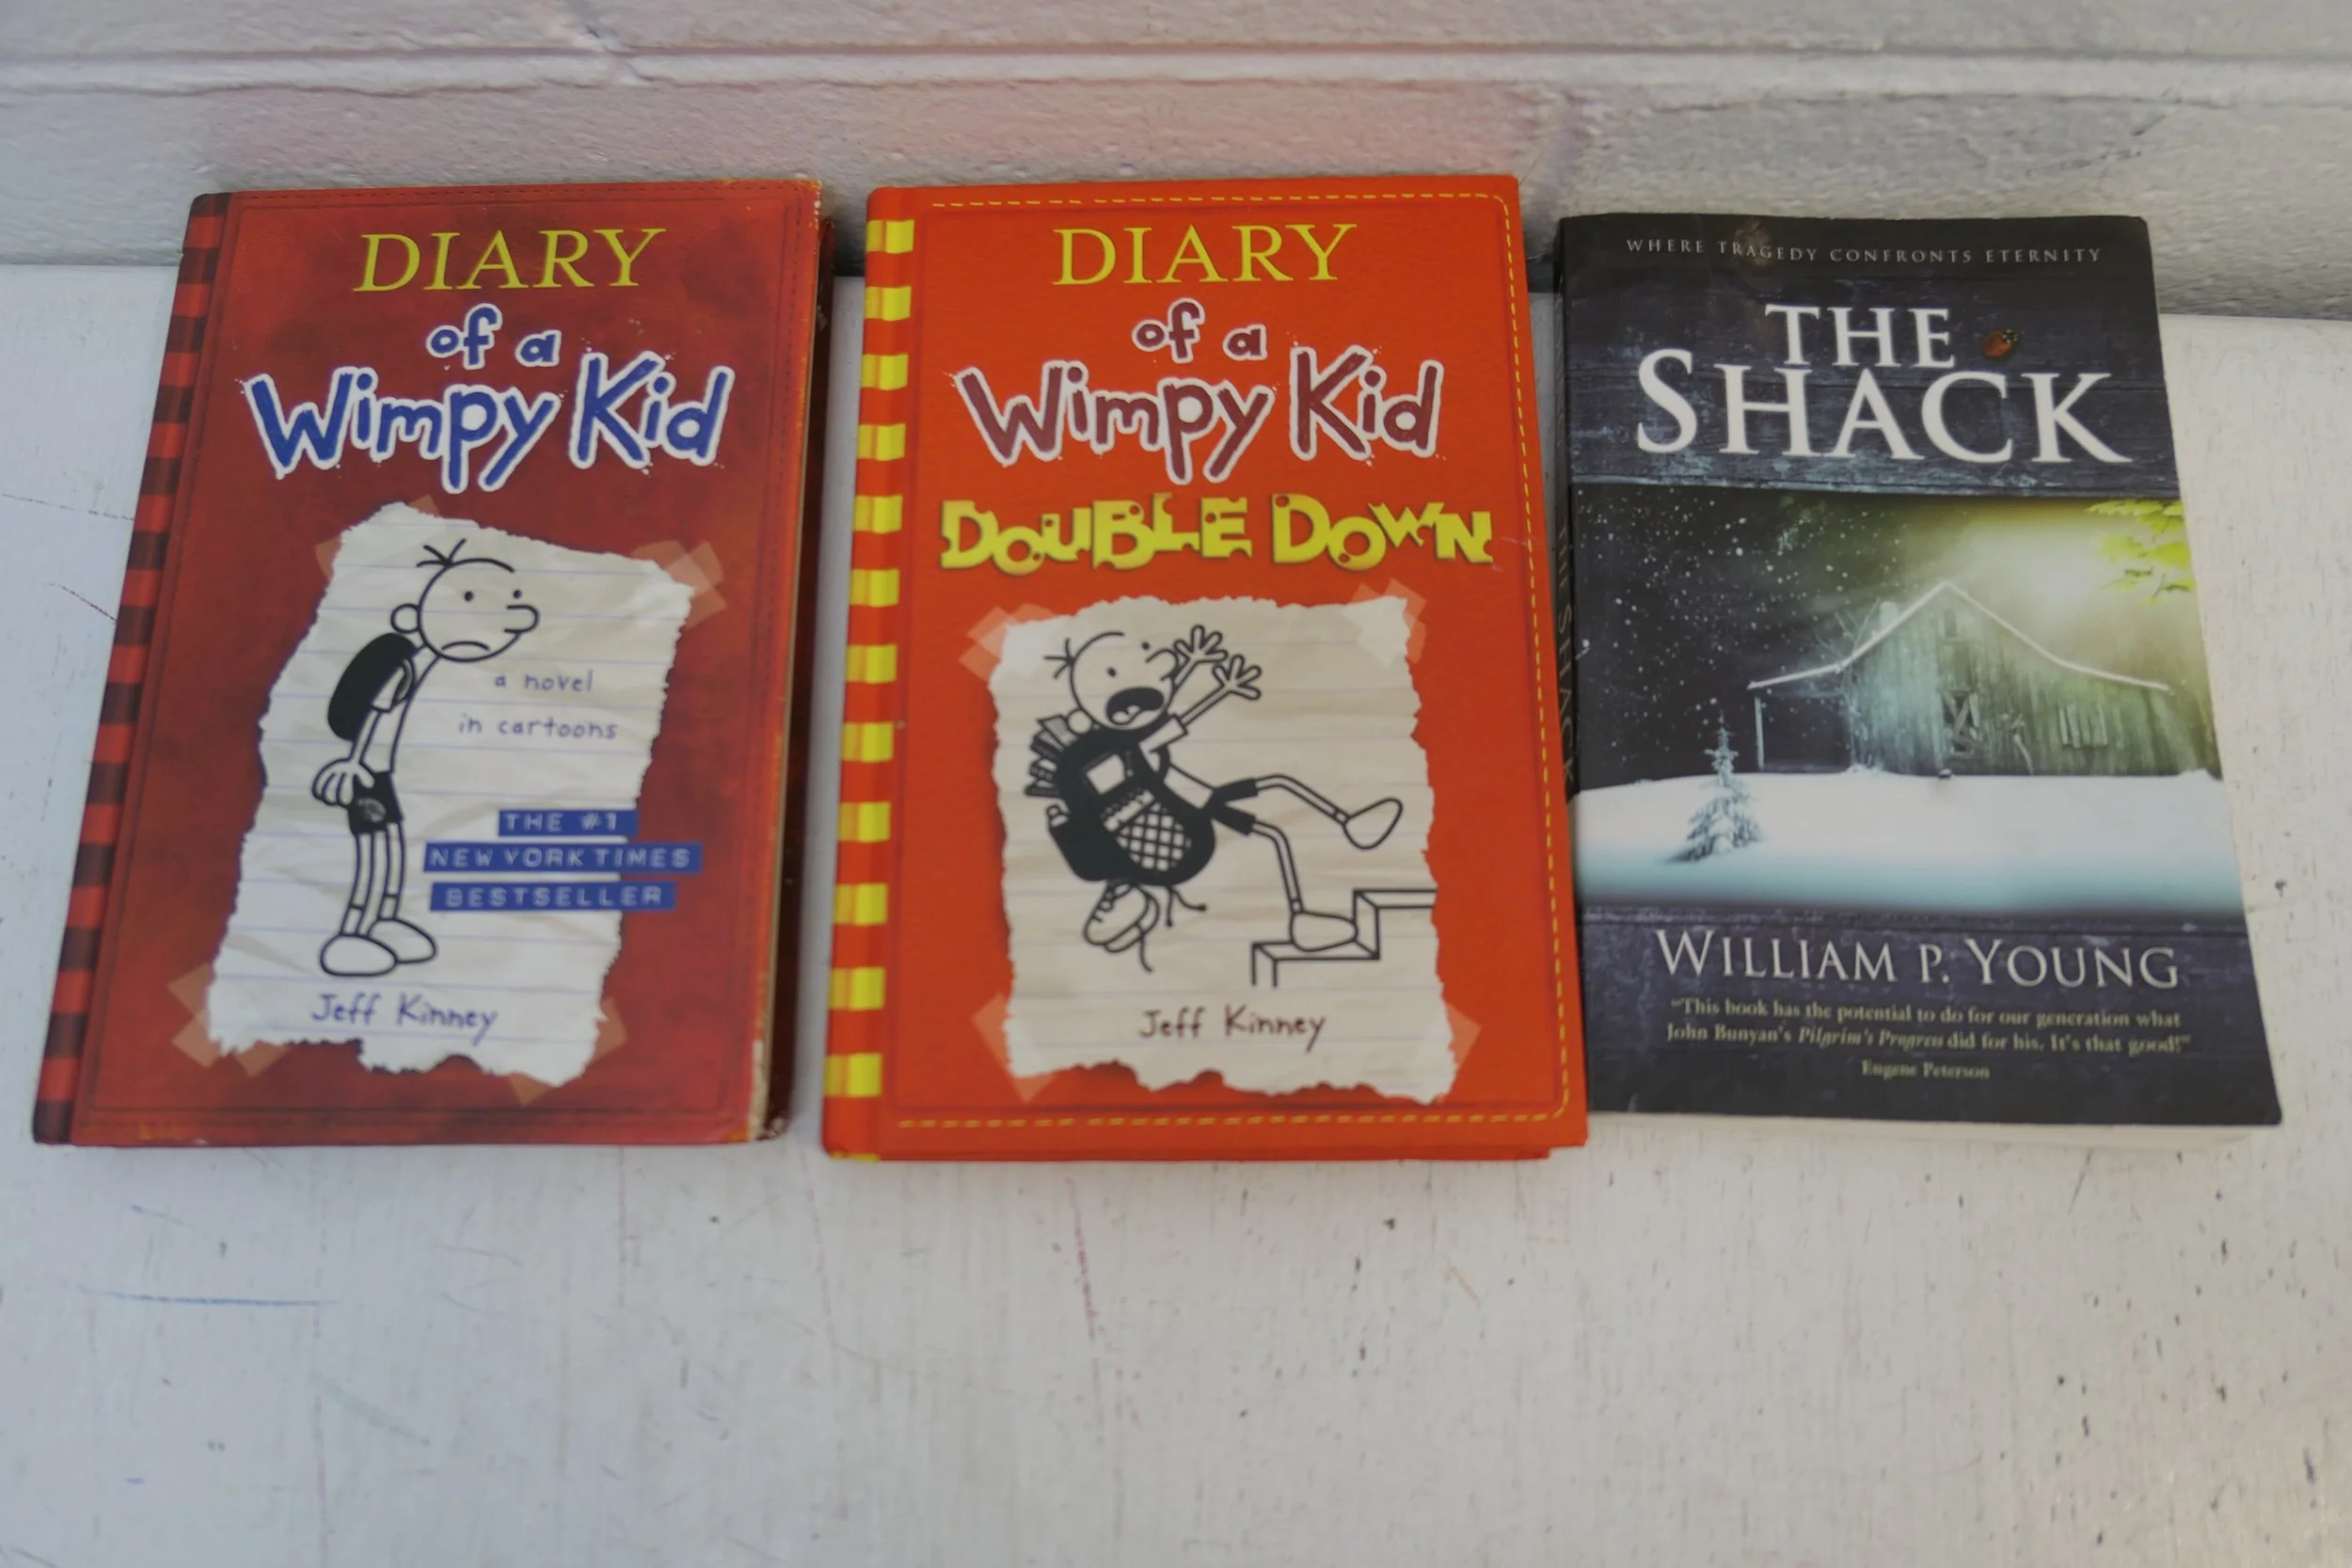 DIARY
of a
Wimpy Kid
a novel
in cartoons
THE #1
NEW YORK TIMES
BESTSELLER
Jeff Kinney
DIARY
of a
Wimpy Kid
DOUBLE DOWN
Jeff Kinney
WHERE TRAGEDY CONFRONTS ETERNITY
THE
SHACK
WILLIAM P. YOUNG
"This book has the potential to do for our generation what
John Bunyan's Pilgrim's Progress did for his. It's that good!"
Eugene Peterson